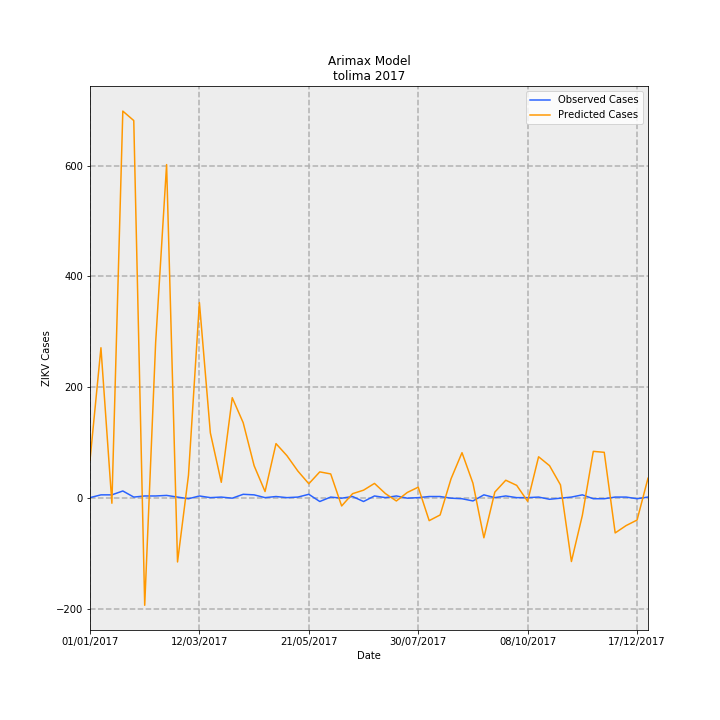 Arimax Model
tolima 2017
Observed Cases
Predicted Cases
ZIKV Cases
600
400
200
0
−200
01/01/2017
12/03/2017
21/05/2017
30/07/2017
08/10/2017
17/12/2017
Date